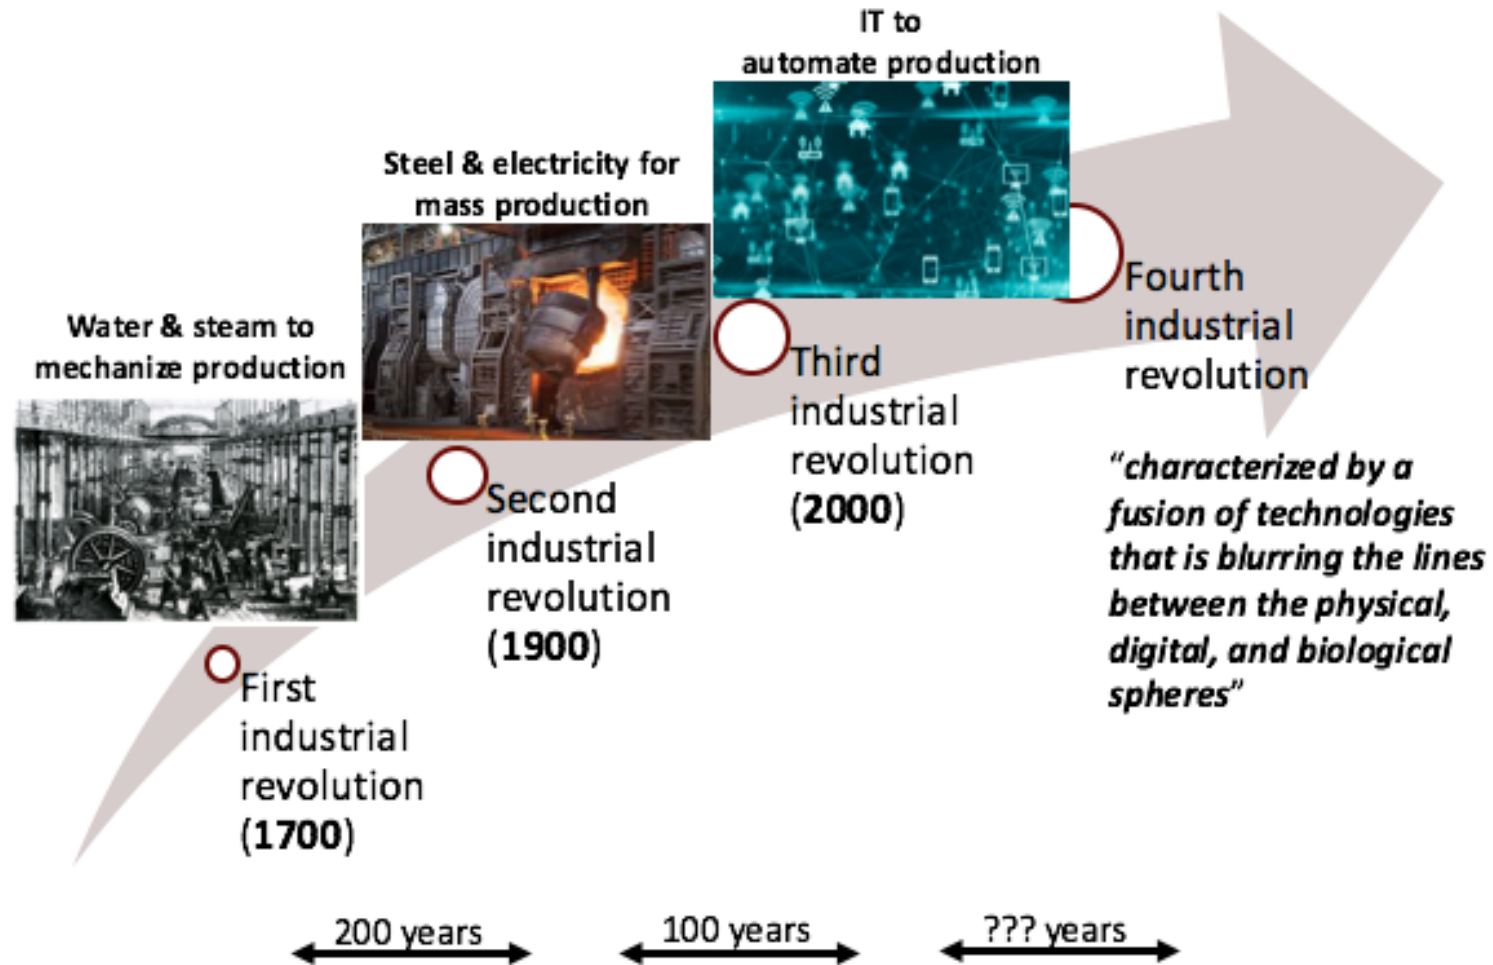 IT to
automate production
Steel & electricity for
mass production
Water & steam to
mechanize production
First
industrial
revolution
(1700)
Second
industrial
revolution
(1900)
Third
industrial
revolution
(2000)
Fourth
industrial
revolution
“characterized by a
fusion of technologies
that is blurring the lines
between the physical,
digital, and biological
spheres”
200 years
100 years
??? years